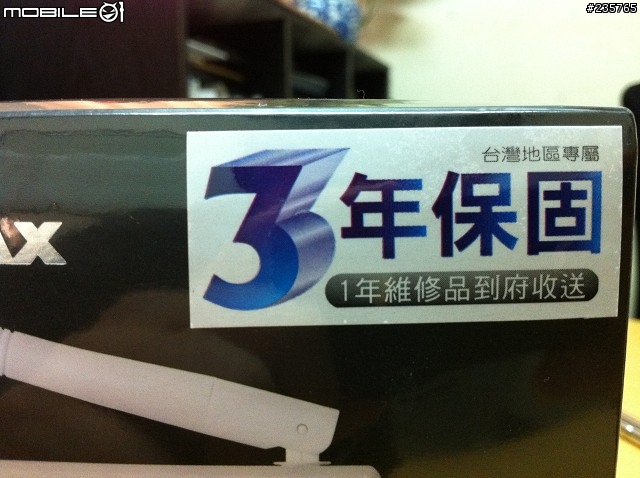 MOBILE01
#235765
台灣地區專屬
3年保固
1年維修品到府收送
AX